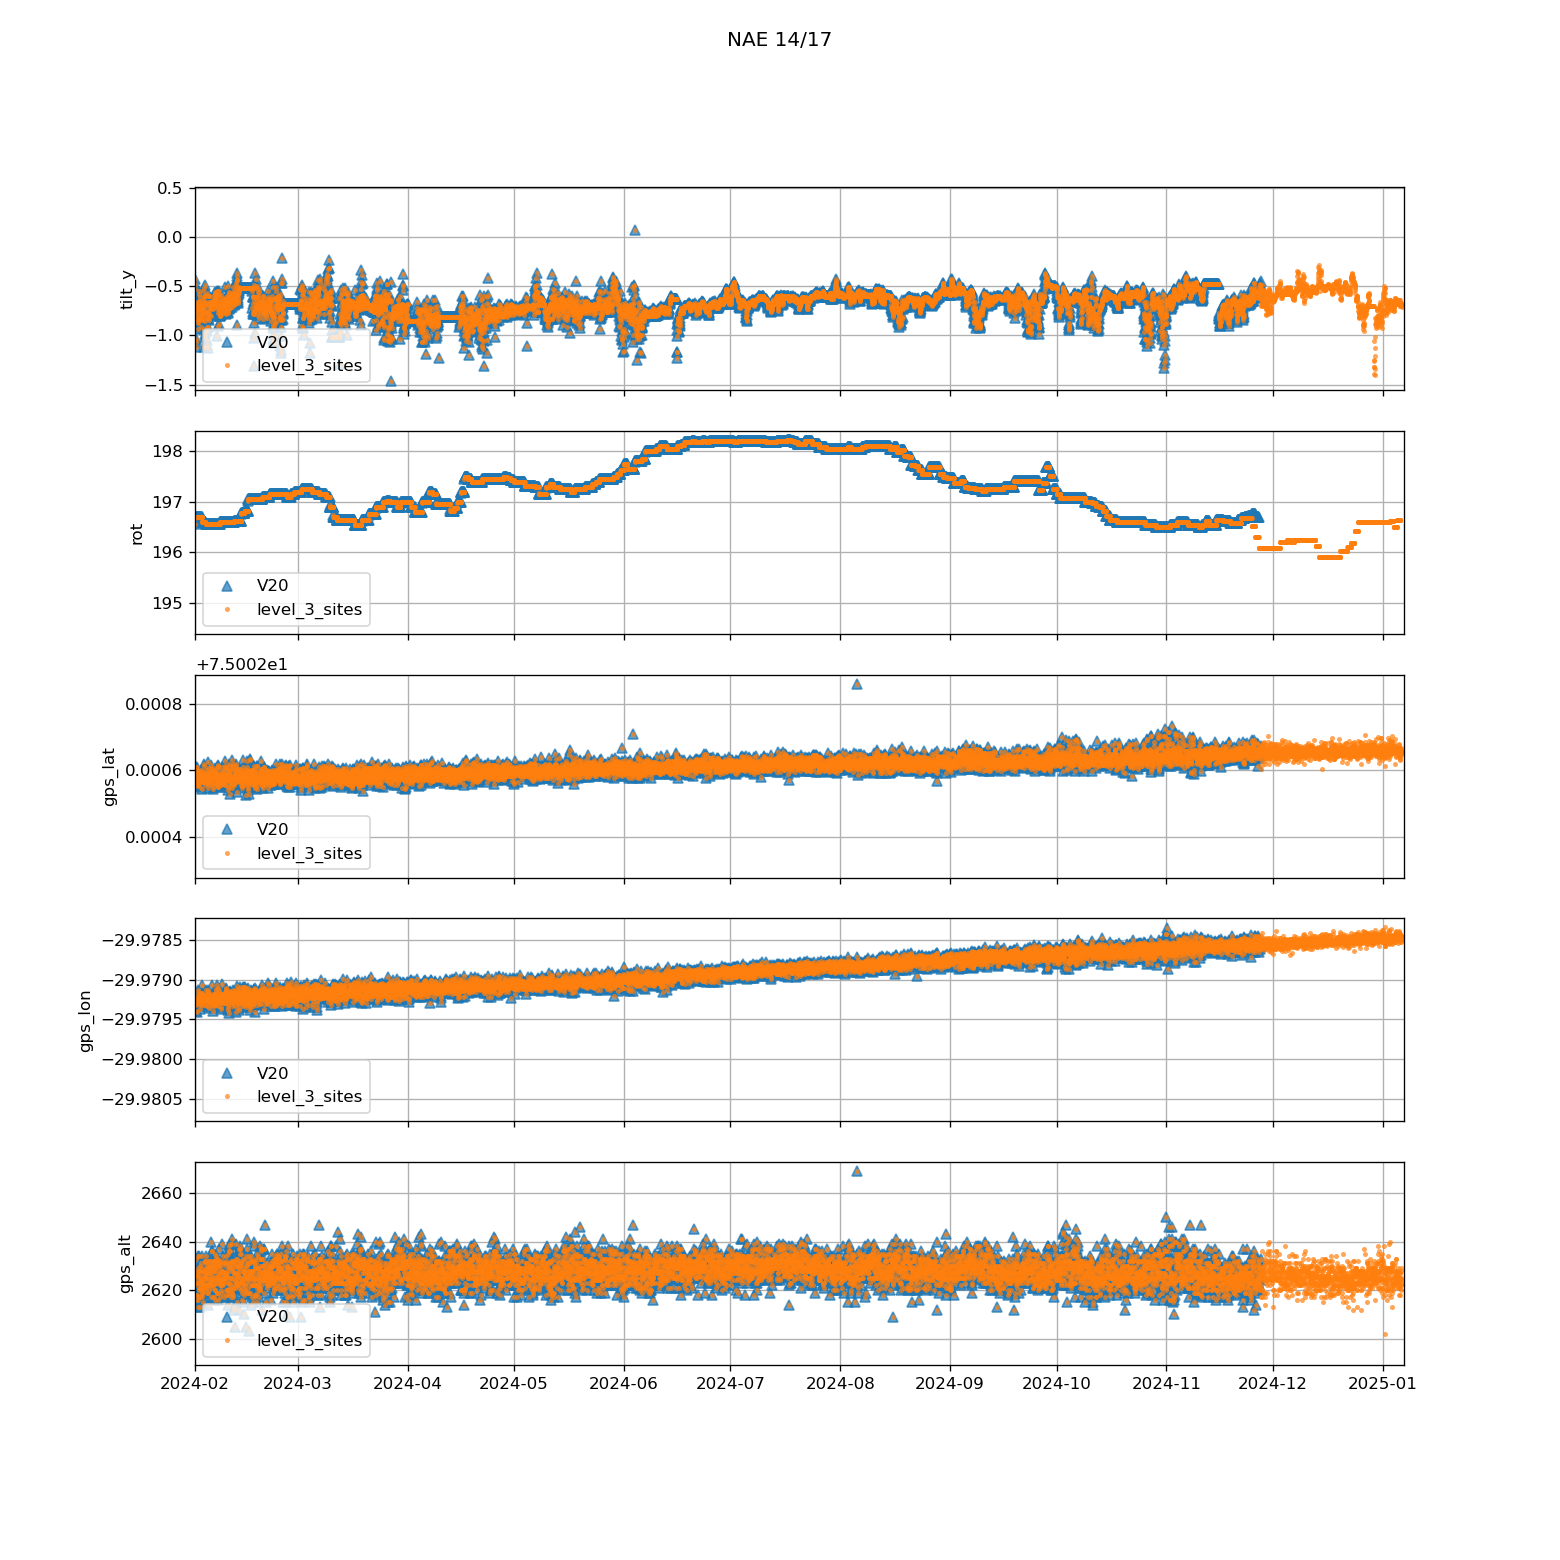 NAE 14/17
0.5
0.0
−0.5
−1.0
−1.5
tilt_y
V20
level_3_sites
198
197
196
195
rot
V20
level_3_sites
+7.5002e1
0.0008
0.0006
0.0004
gps_lat
V20
level_3_sites
−29.9785
−29.9790
−29.9795
−29.9800
−29.9805
gps_lon
V20
level_3_sites
2660
2640
2620
2600
gps_alt
V20
level_3_sites
2024-02 2024-03 2024-04 2024-05 2024-06 2024-07 2024-08 2024-09 2024-10 2024-11 2024-12 2025-01